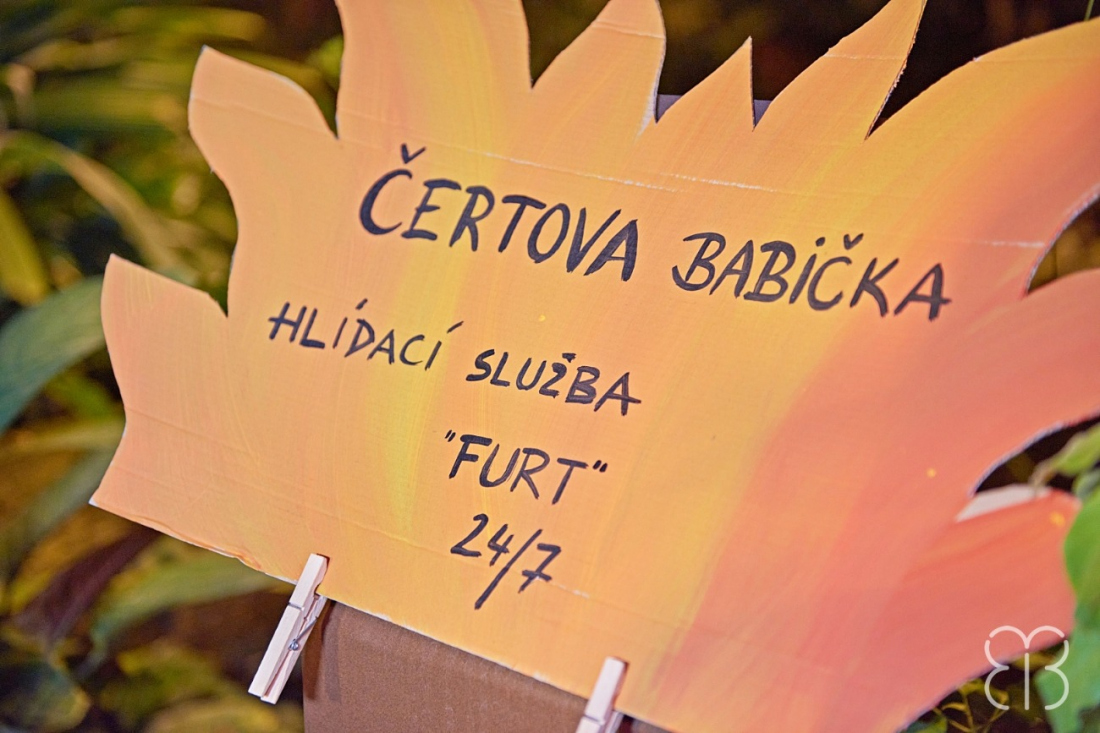 ČERTOVA BABIČKA
HLÍDACÍ SLUŽBA
"FURT"
24/7